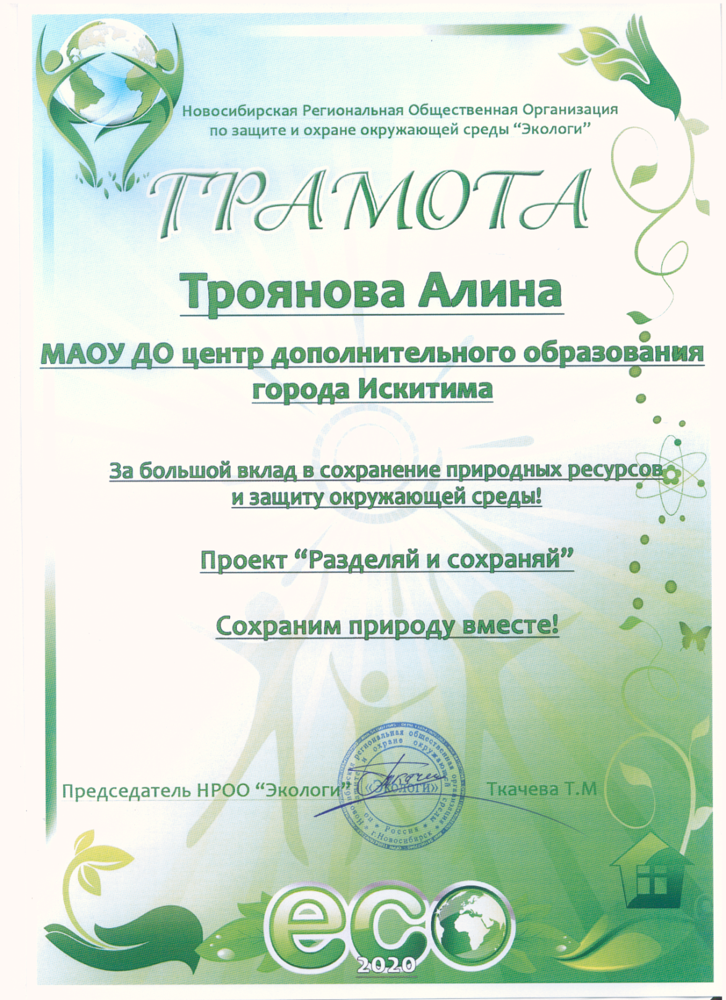 Новосибирская Региональная Общественная Организация
по защите и охране окружающей среды “Экологи”
ГРАМОТА
Троянова Алина
МАОУ ДО центр дополнительного образования
города Искитима
За большой вклад в сохранение природных ресурсов
и защиту окружающей среды!
Проект “Разделяй и сохраняй”
Сохраним природу вместе!
Председатель НРОО “Экологи”
Ткачева Т.М
Новосибирская региональная общественная организация
по защите и охране окружающей среды
«Экологи»
* Россия *
* г.Новосибирск *
eco
2020